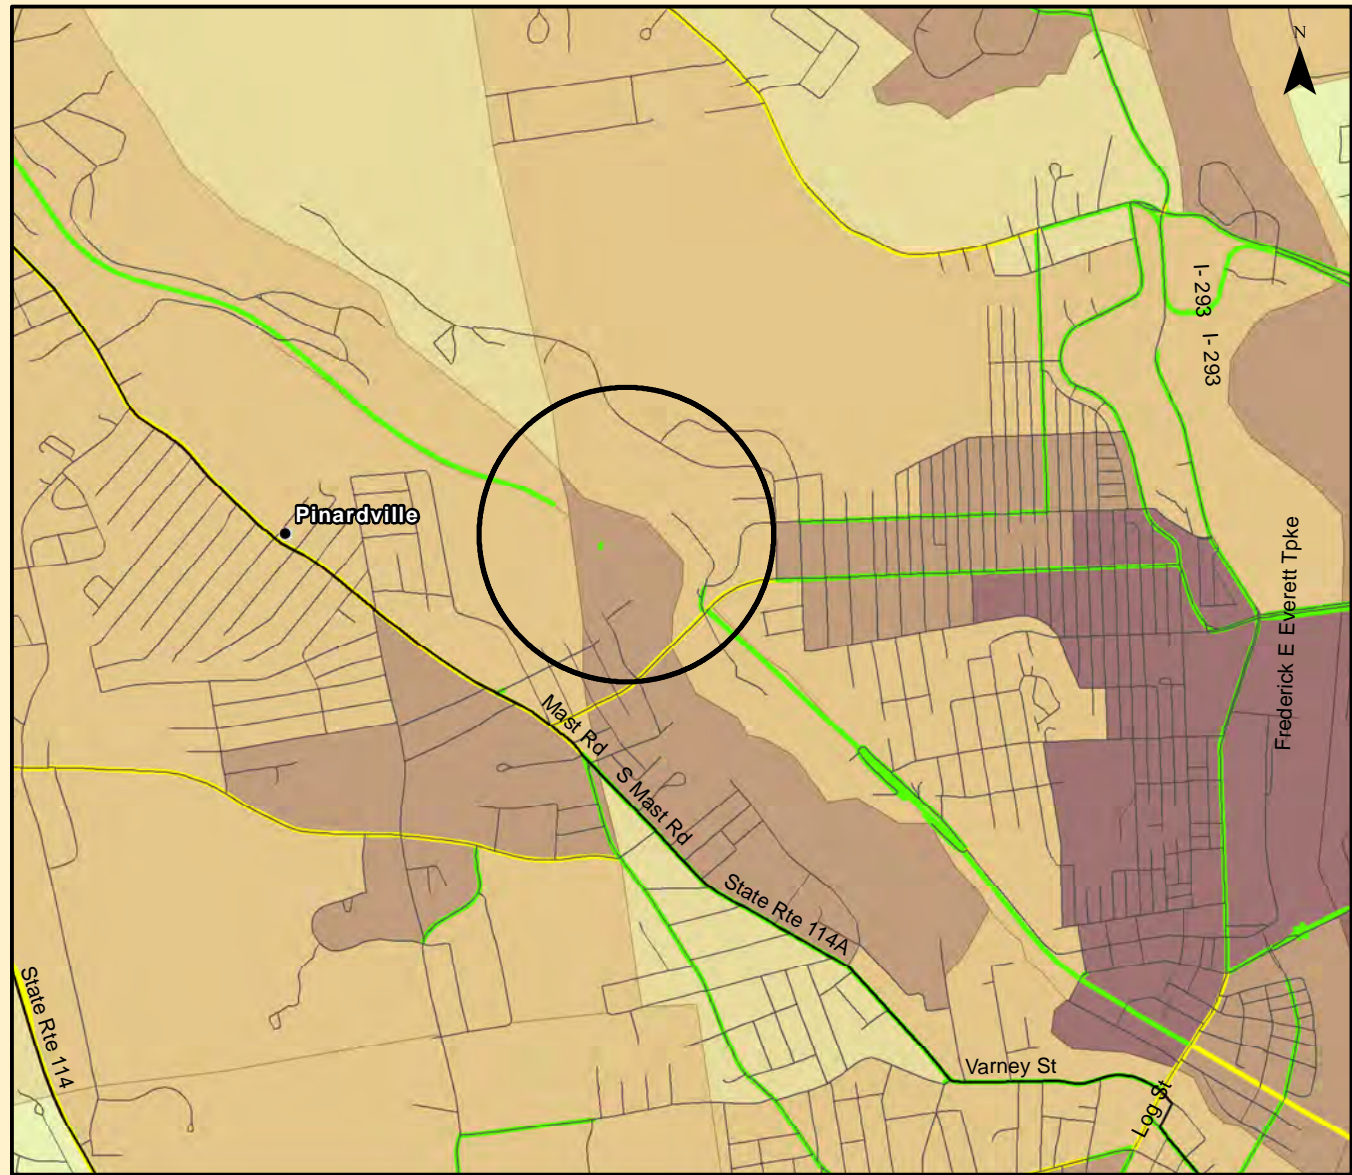 N
I- 293
I- 293
Pinardville
Frederick E Everett Tpke
Mast Rd
S Mast Rd
State Rte 114A
State Rte 114
Varney St
Log St